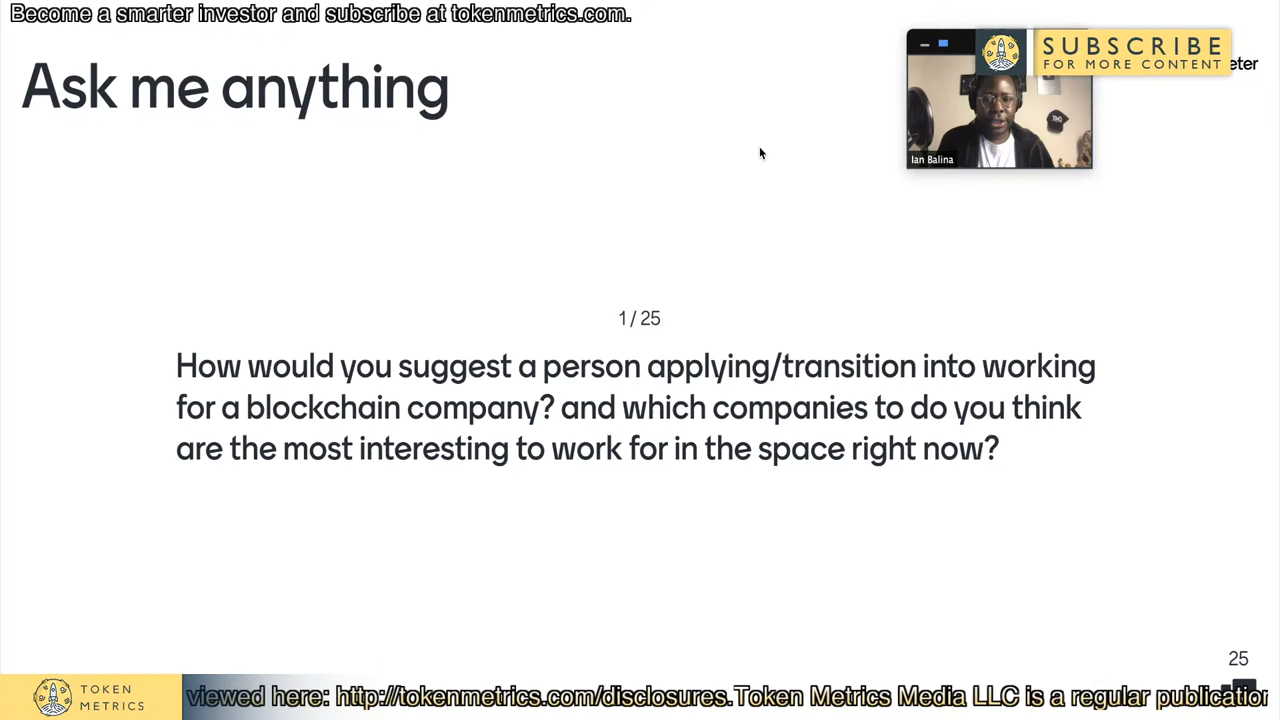 Become a smarter investor and subscribe at tokenmetrics.com.
Ask me anything
SUBSCRIBE
FOR MORE CONTENT
eter
Ian Balina
1 / 25
How would you suggest a person applying/transition into working
for a blockchain company? and which companies to do you think
are the most interesting to work for in the space right now?
25
TOKEN
METRICS
viewed here: http://tokenmetrics.com/disclosures.Token Metrics Media LLC is a regular publication